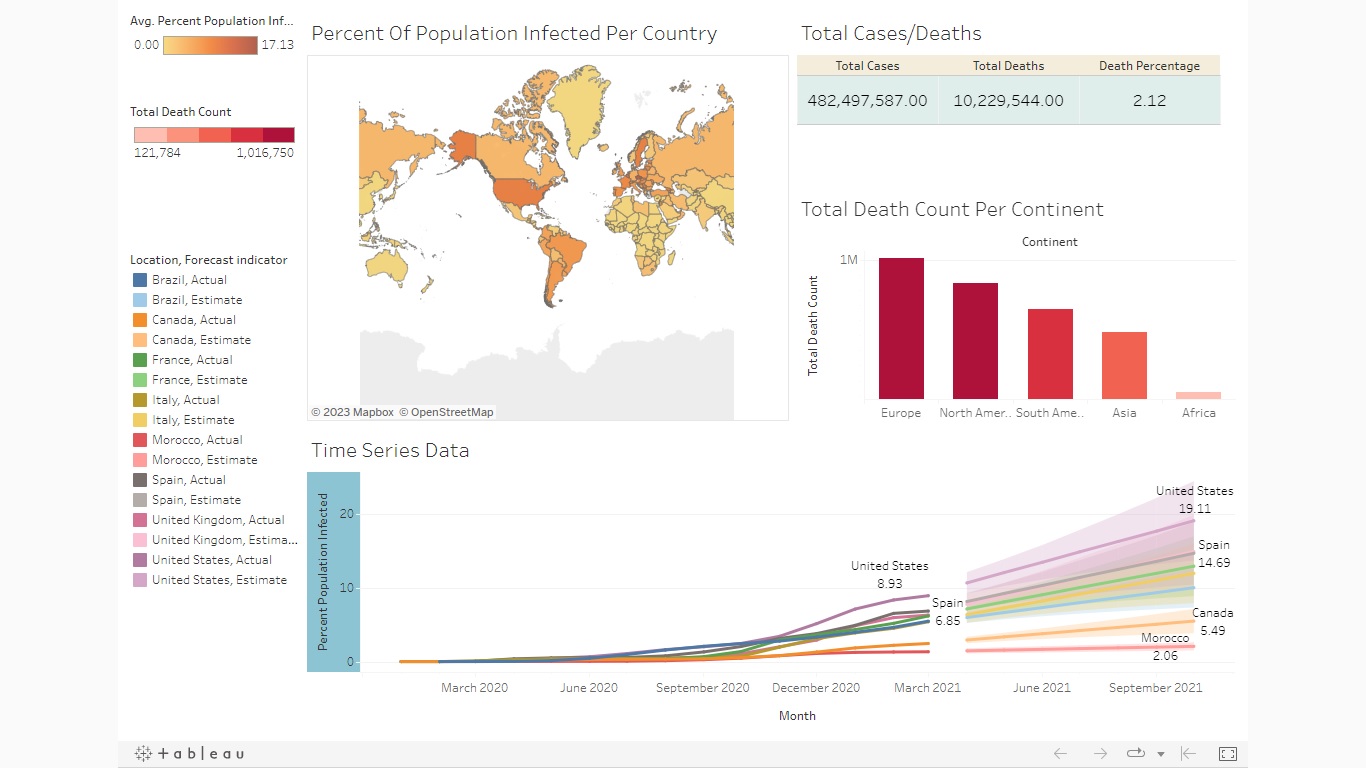 Avg. Percent Population Inf...
0.00 17.13
Total Death Count
121,784 1,016,750
Location, Forecast indicator
Brazil, Actual
Brazil, Estimate
Canada, Actual
Canada, Estimate
France, Actual
France, Estimate
Italy, Actual
Italy, Estimate
Morocco, Actual
Morocco, Estimate
Spain, Actual
Spain, Estimate
United Kingdom, Actual
United Kingdom, Estima...
United States, Actual
United States, Estimate
Percent Of Population Infected Per Country
© 2023 Mapbox © OpenStreetMap
Total Cases/Deaths
Total Cases Total Deaths Death Percentage
482,497,587.00 10,229,544.00 2.12
Total Death Count Per Continent
Continent
Total Death Count
1M
Europe North Amer.. South Ame.. Asia Africa
Time Series Data
Percent Population Infected
20
10
0
United States
8.93
Spain
6.85
United States
19.11
Spain
14.69
Canada
5.49
Morocco
2.06
March 2020 June 2020 September 2020 December 2020 March 2021 June 2021 September 2021
Month
+ableau